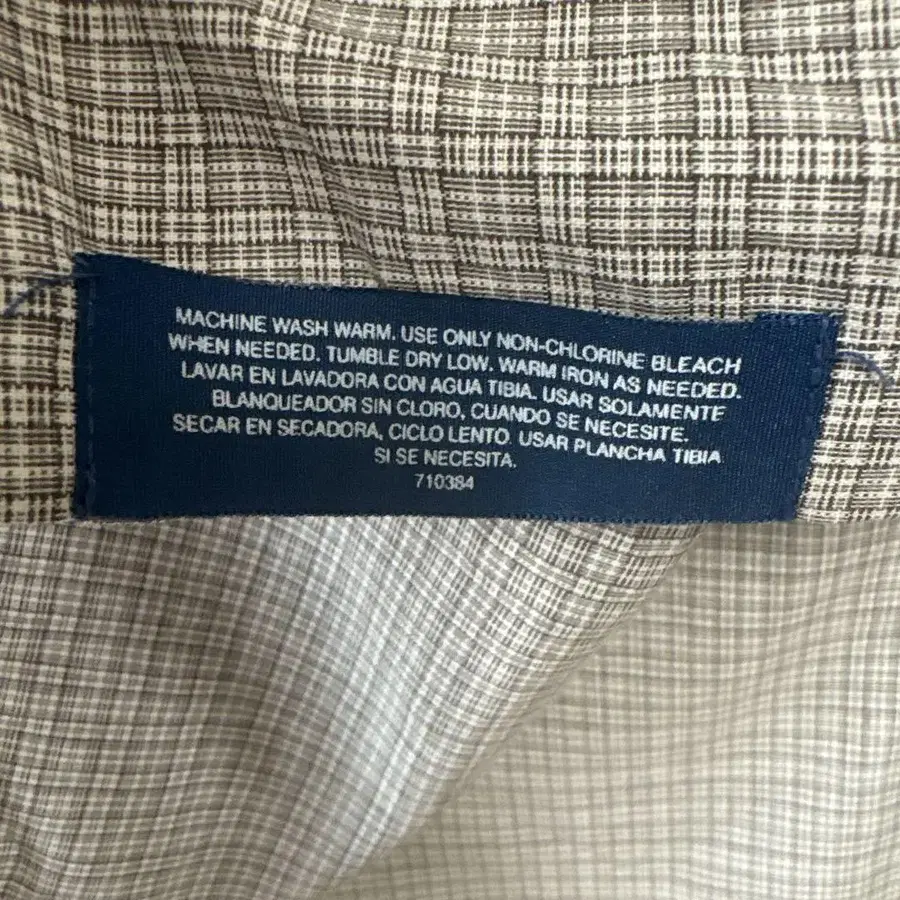 MACHINE WASH WARM. USE ONLY NON-CHLORINE BLEACH
WHEN NEEDED. TUMBLE DRY LOW. WARM IRON AS NEEDED.
LAVAR EN LAVADORA CON AGUA TIBIA. USAR SOLAMENTE
BLANQUEADOR SIN CLORO, CUANDO SE NECESITE.
SECAR EN SECADORA, CICLO LENTO. USAR PLANCHA TIBIA
SI SE NECESITA.
710384